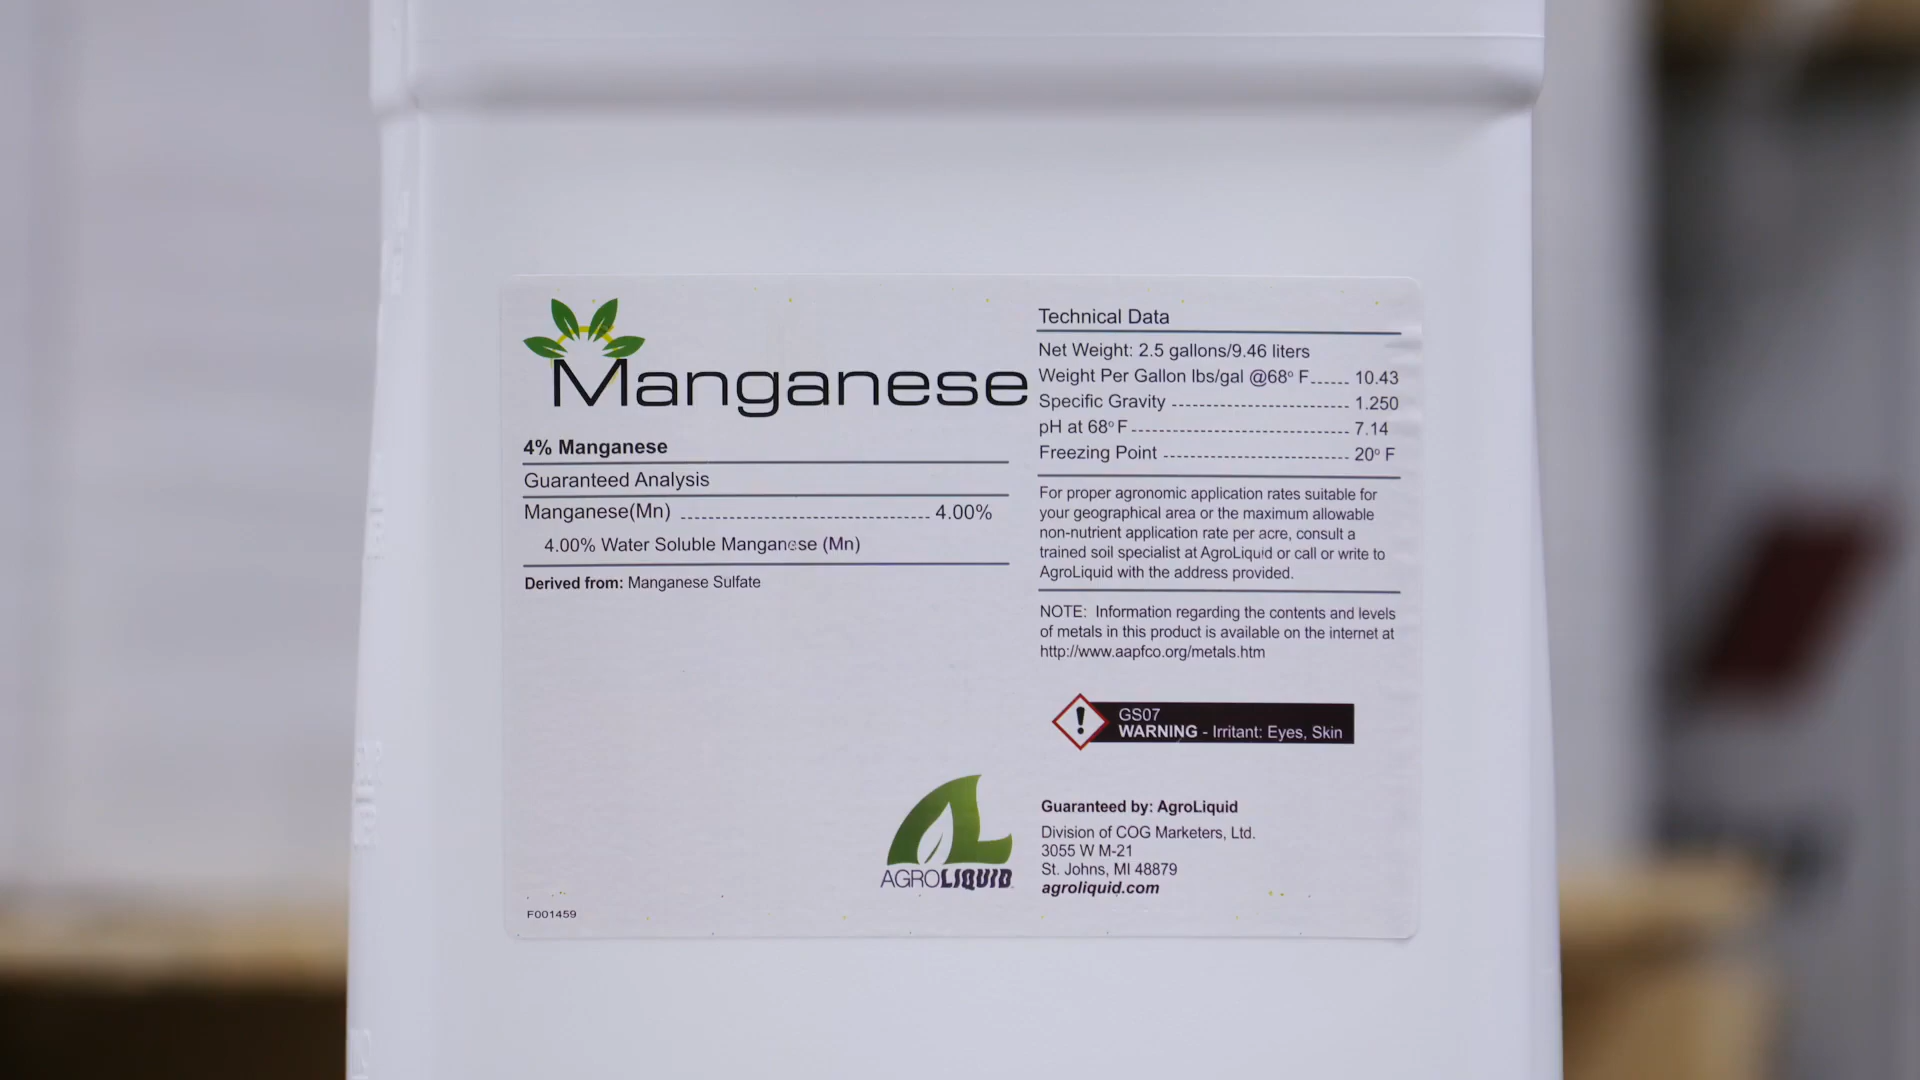 Manganese
4% Manganese
Guaranteed Analysis
Manganese(Mn) ---------------------------------- 4.00%
4.00% Water Soluble Manganese (Mn)
Derived from: Manganese Sulfate
F001459
AGROLIQUID
Technical Data
Net Weight: 2.5 gallons/9.46 liters
Weight Per Gallon lbs/gal @68° F------ 10.43
Specific Gravity ---------------------------- 1.250
pH at 68° F----------------------------------- 7.14
Freezing Point ----------------------------- 20° F
For proper agronomic application rates suitable for
your geographical area or the maximum allowable
non-nutrient application rate per acre, consult a
trained soil specialist at AgroLiquid or call or write to
AgroLiquid with the address provided.
NOTE: Information regarding the contents and levels
of metals in this product is available on the internet at
http://www.aapfco.org/metals.htm
GS07
WARNING - Irritant: Eyes, Skin
Guaranteed by: AgroLiquid
Division of COG Marketers, Ltd.
3055 W M-21
St. Johns, MI 48879
agroliquid.com